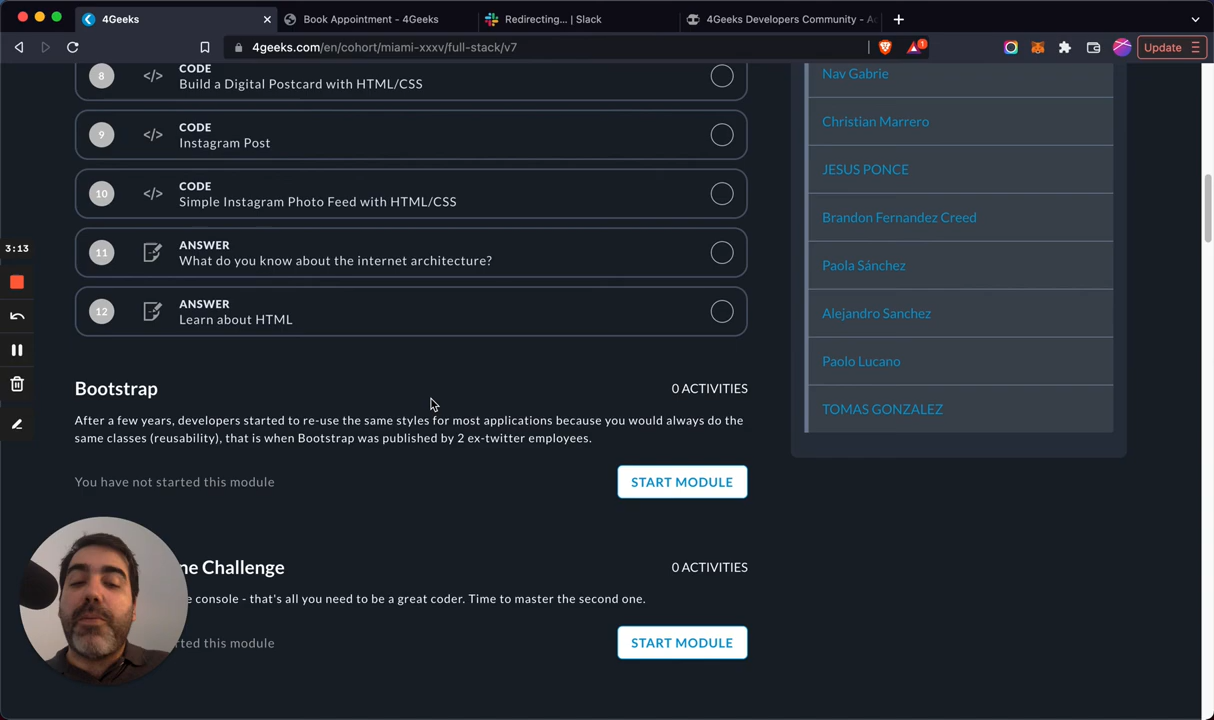 4Geeks
Book Appointment - 4Geeks
Redirecting... | Slack
4Geeks Developers Community - Ac
4geeks.com/en/cohort/miami-xxxv/full-stack/v7
1
Update
8
CODE
Build a Digital Postcard with HTML/CSS
9
CODE
Instagram Post
10
CODE
Simple Instagram Photo Feed with HTML/CSS
11
ANSWER
What do you know about the internet architecture?
12
ANSWER
Learn about HTML
3:13
Bootstrap
0 ACTIVITIES
After a few years, developers started to re-use the same styles for most applications because you would always do the
same classes (reusability), that is when Bootstrap was published by 2 ex-twitter employees.
You have not started this module
START MODULE
ne Challenge
0 ACTIVITIES
e console - that's all you need to be a great coder. Time to master the second one.
rted this module
START MODULE
Nav Gabrie
Christian Marrero
JESUS PONCE
Brandon Fernandez Creed
Paola Sánchez
Alejandro Sanchez
Paolo Lucano
TOMAS GONZALEZ